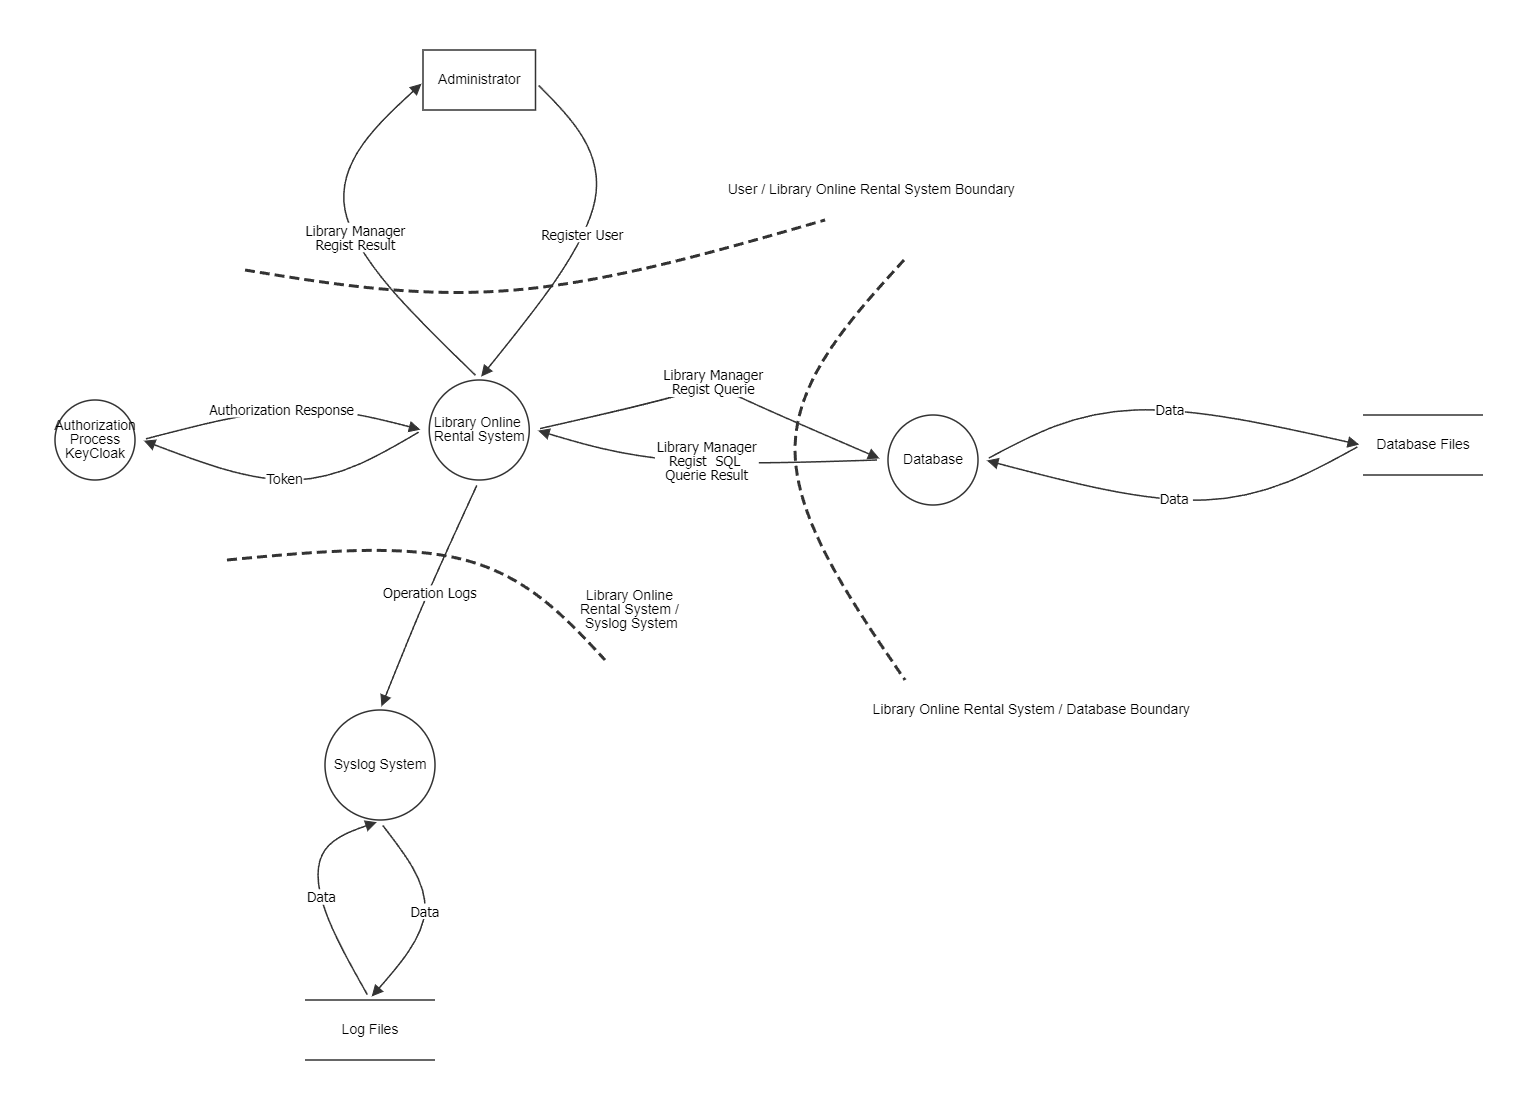 Administrator
User / Library Online Rental System Boundary
Library Manager
Regist Result
Register User
Library Manager
Regist Querie
Authorization Response
Authorization
Process
KeyCloak
Library Online
Rental System
Token
Library Manager
Regist  SQL
Querie Result
Database
Data
Database Files
Data
Operation Logs
Library Online
Rental System /
Syslog System
Library Online Rental System / Database Boundary
Syslog System
Data
Data
Log Files